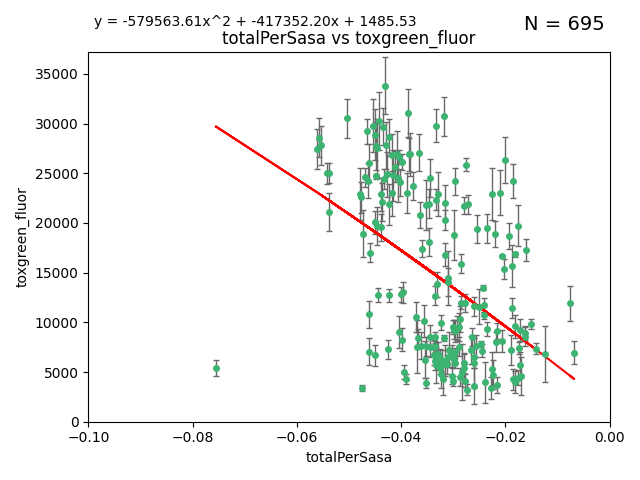 y = -579563.61x^2 + -417352.20x + 1485.53
N = 695
totalPerSasa vs toxgreen_fluor
35000
30000
25000
20000
15000
10000
5000
0
toxgreen_fluor
−0.10 −0.08 −0.06 −0.04 −0.02 0.00
totalPerSasa